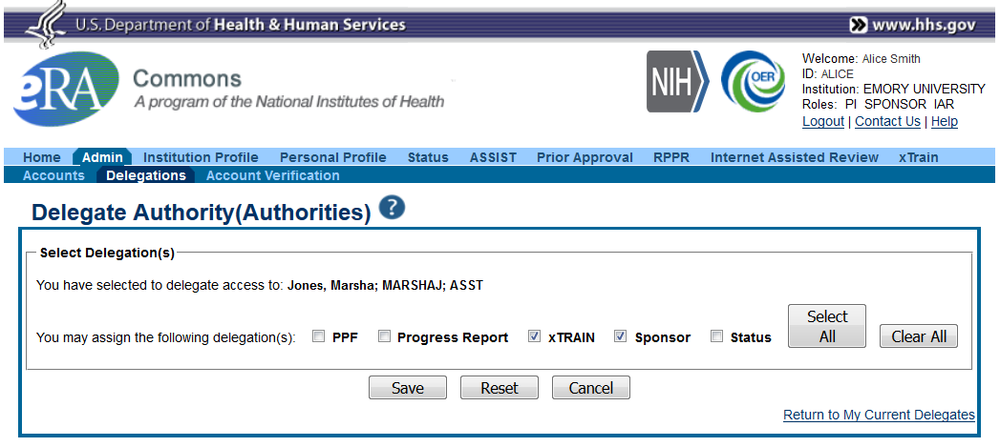 U.S. Department of Health & Human Services
www.hhs.gov
eRA
Commons
A program of the National Institutes of Health
NIH
OER
Welcome: Alice Smith
ID: ALICE
Institution: EMORY UNIVERSITY
Roles: PI SPONSOR IAR
Logout | Contact Us | Help
Home Admin Institution Profile Personal Profile Status ASSIST Prior Approval RPPR Internet Assisted Review xTrain
Accounts Delegations Account Verification
Delegate Authority(Authorities) ?
Select Delegation(s)
You have selected to delegate access to: Jones, Marsha; MARSHAJ; ASST
You may assign the following delegation(s): PPF Progress Report xTRAIN Sponsor Status
Select All
Clear All
Save Reset Cancel
Return to My Current Delegates